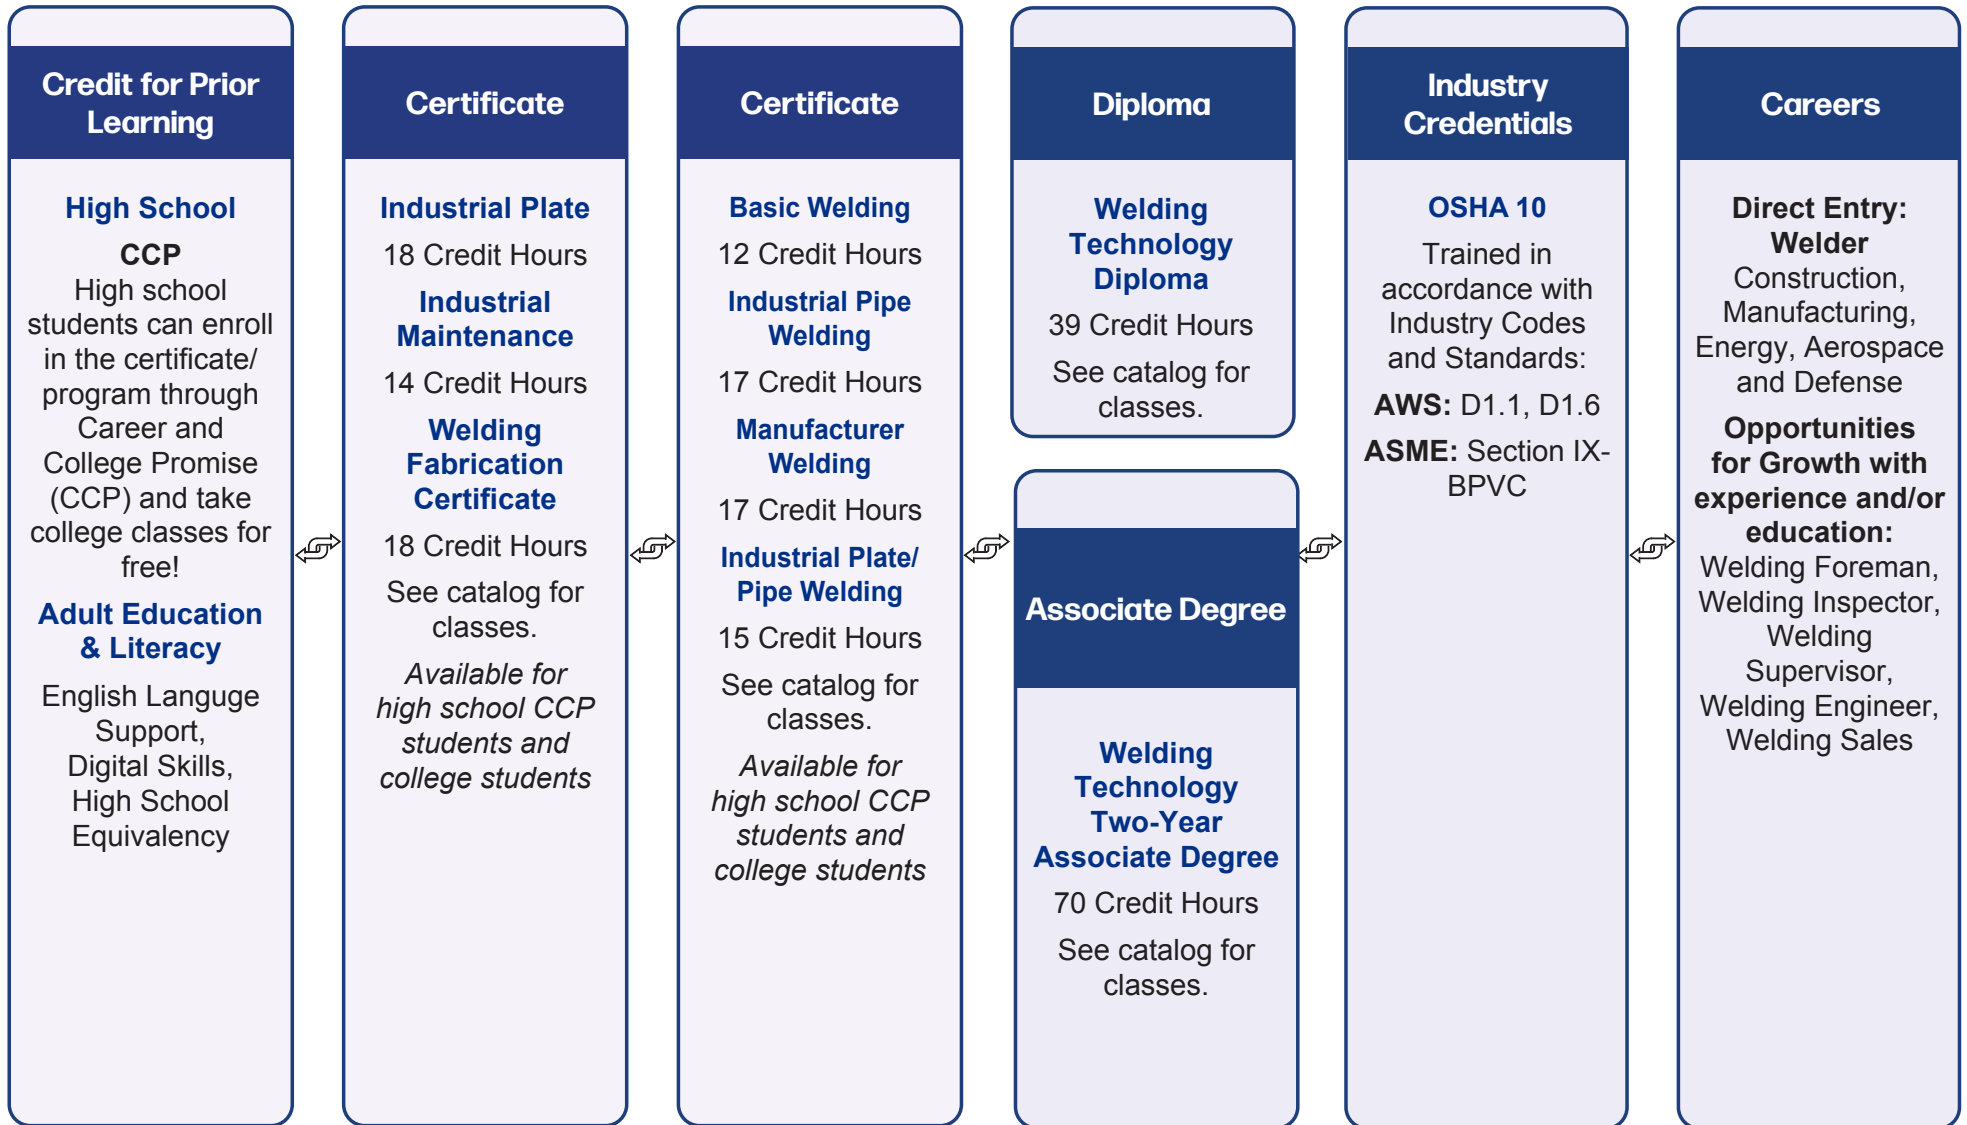 Credit for Prior
Learning
High School
CCP
High school
students can enroll
in the certificate/
program through
Career and
College Promise
(CCP) and take
college classes for
free!
Adult Education
& Literacy
English Languge
Support,
Digital Skills,
High School
Equivalency
Certificate
Industrial Plate
18 Credit Hours
Industrial
Maintenance
14 Credit Hours
Welding
Fabrication
Certificate
18 Credit Hours
See catalog for
classes.
Available for
high school CCP
students and
college students
Certificate
Basic Welding
12 Credit Hours
Industrial Pipe
Welding
17 Credit Hours
Manufacturer
Welding
17 Credit Hours
Industrial Plate/
Pipe Welding
15 Credit Hours
See catalog for
classes.
Available for
high school CCP
students and
college students
Diploma
Welding
Technology
Diploma
39 Credit Hours
See catalog for
classes.
Associate Degree
Welding
Technology
Two-Year
Associate Degree
70 Credit Hours
See catalog for
classes.
Industry
Credentials
OSHA 10
Trained in
accordance with
Industry Codes
and Standards:
AWS: D1.1, D1.6
ASME: Section IX-
BPVC
Careers
Direct Entry:
Welder
Construction,
Manufacturing,
Energy, Aerospace
and Defense
Opportunities
for Growth with
experience and/or
education:
Welding Foreman,
Welding Inspector,
Welding
Supervisor,
Welding Engineer,
Welding Sales